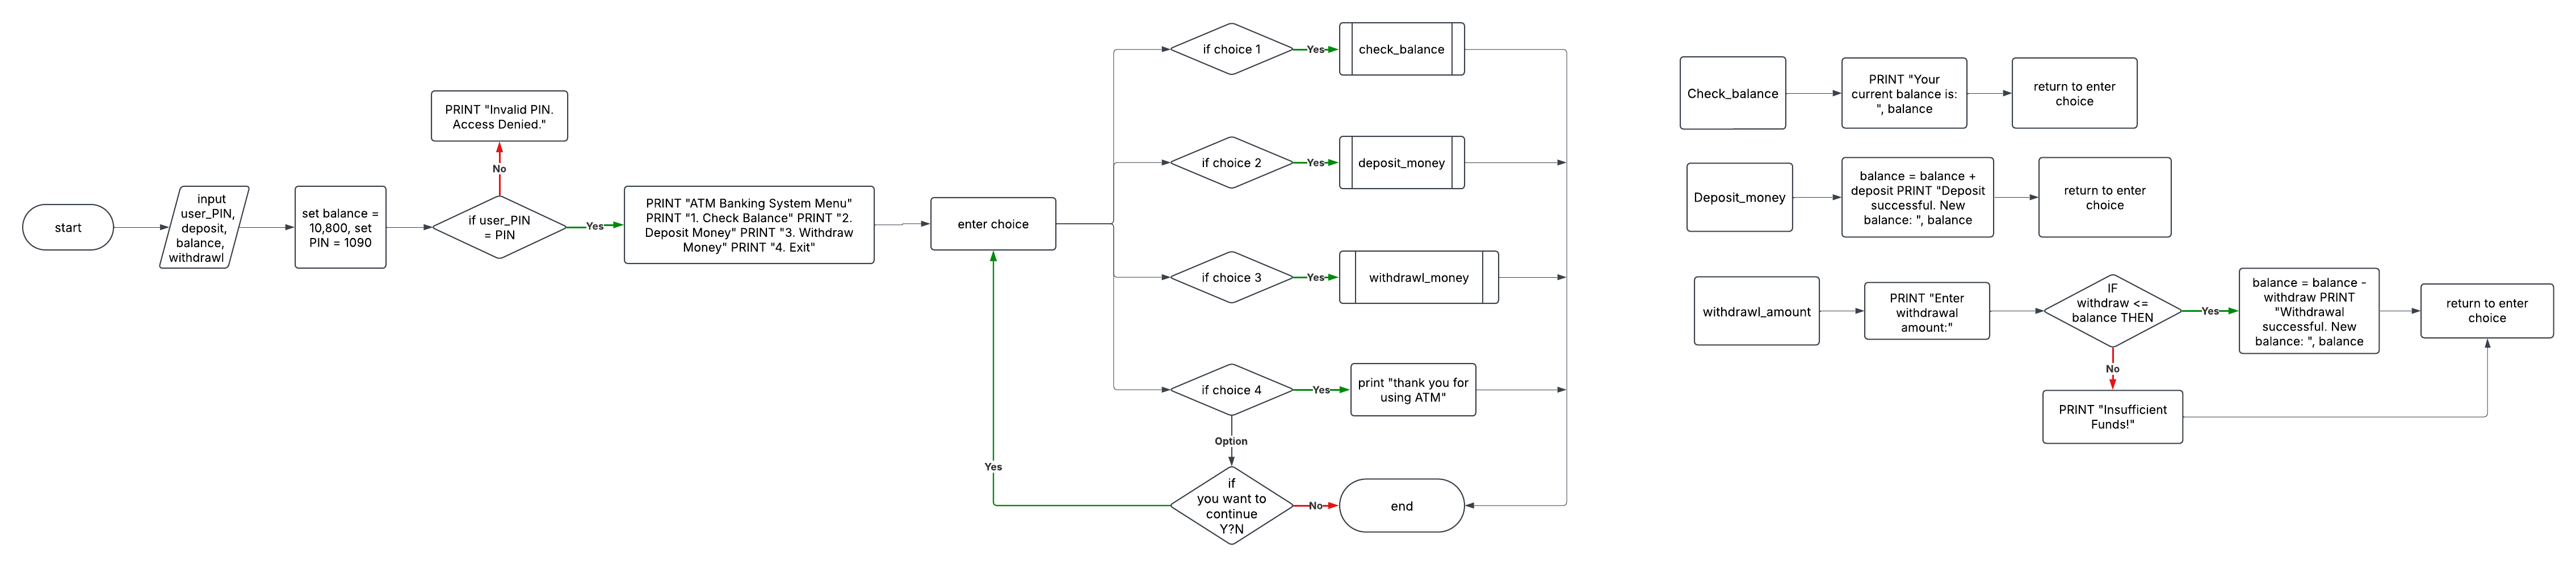 start
input
user_PIN,
deposit,
balance,
withdrawl
set balance =
10,800, set
PIN = 1090
if user_PIN
= PIN
No
PRINT "Invalid PIN.
Access Denied."
Yes
PRINT "ATM Banking System Menu"
PRINT "1. Check Balance" PRINT "2.
Deposit Money" PRINT "3. Withdraw
Money" PRINT "4. Exit"
enter choice
if choice 1
Yes
check_balance
if choice 2
Yes
deposit_money
if choice 3
Yes
withdrawl_money
if choice 4
Yes
print "thank you for
using ATM"
Option
if
you want to
continue
Y?N
Yes
No
end
Check_balance
PRINT "Your
current balance is:
", balance
return to enter
choice
Deposit_money
balance = balance +
deposit PRINT "Deposit
successful. New
balance: ", balance
return to enter
choice
withdrawl_amount
PRINT "Enter
withdrawal
amount:"
IF
withdraw <=
balance THEN
Yes
balance = balance -
withdraw PRINT
"Withdrawal
successful. New
balance: ", balance
return to enter
choice
No
PRINT "Insufficient
Funds!"